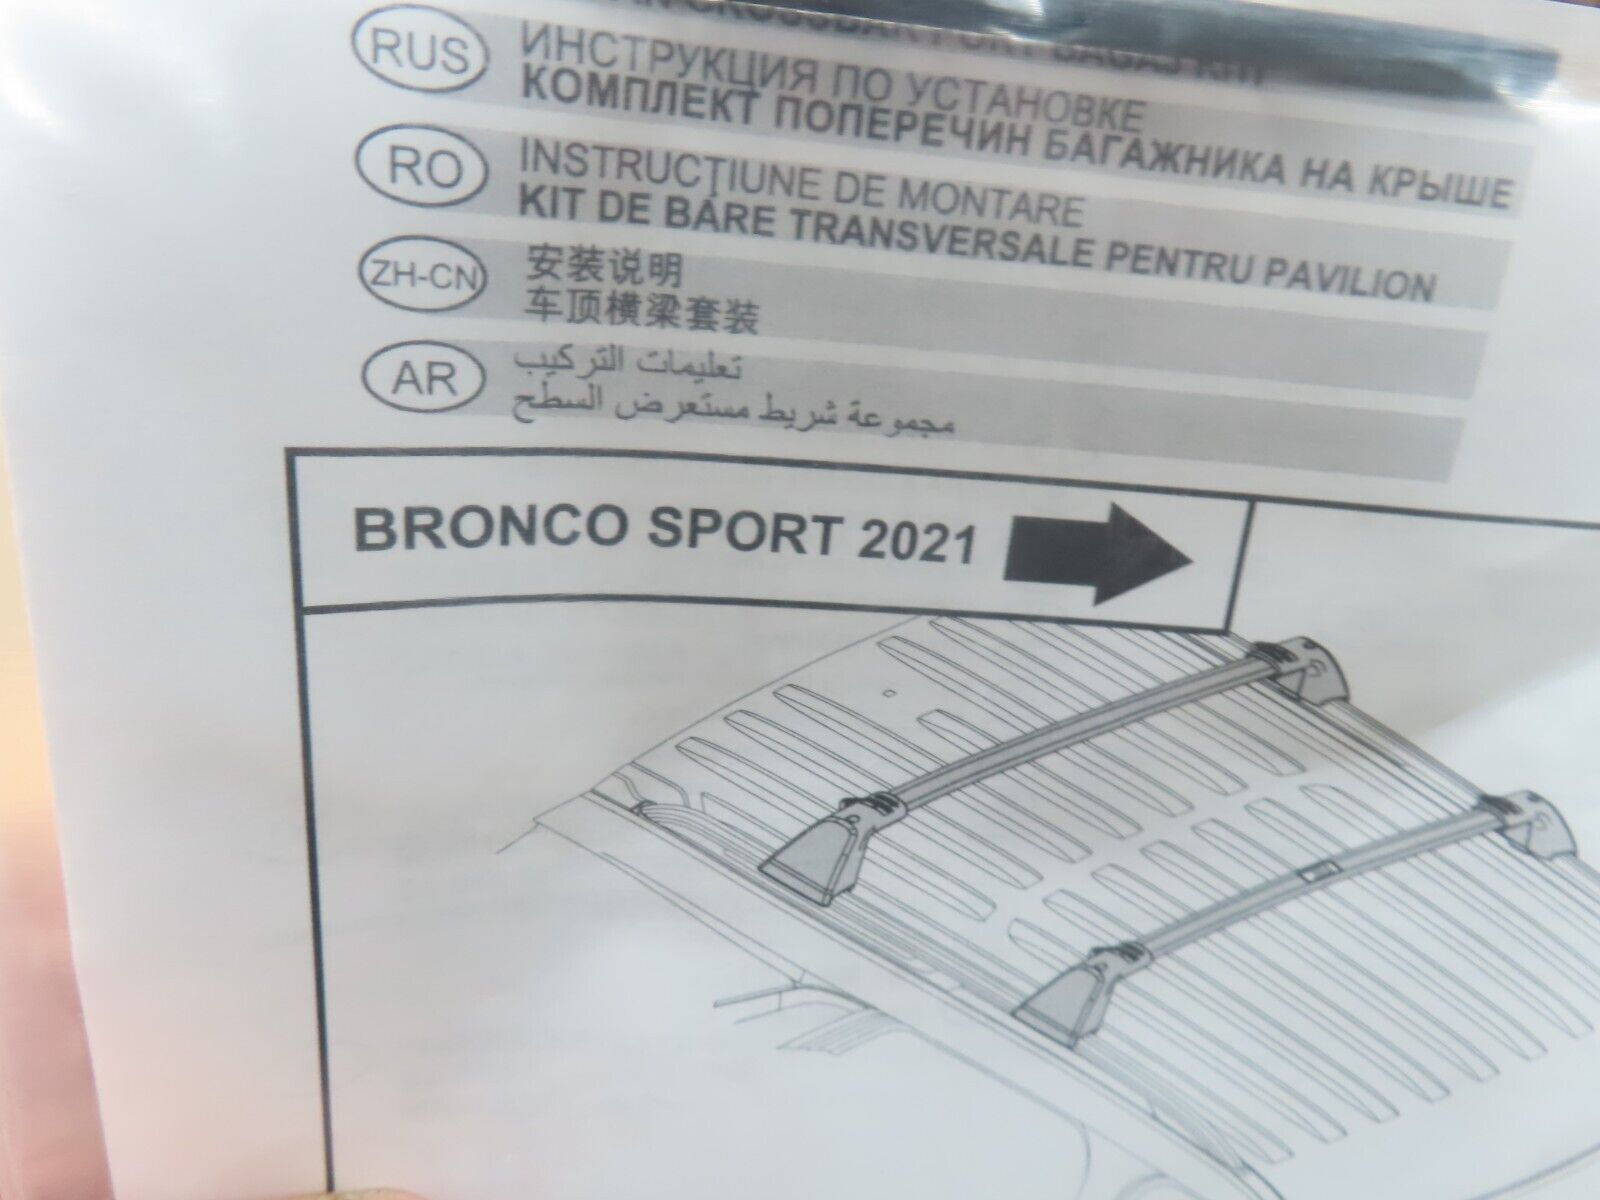 RUS ИНСТРУКЦИЯ ПО УСТАНОВКЕ
КОМПЛЕКТ ПОПЕРЕЧИН БАГАЖНИКА НА КРЫШЕ
RO INSTRUCȚIUNE DE MONTARE
KIT DE BARE TRANSVERSALE PENTRU PAVILION
ZH-CN 安装说明
车顶横梁套装
AR تعليمات التركيب
مجموعة شريط مستعرض السطح
BRONCO SPORT 2021